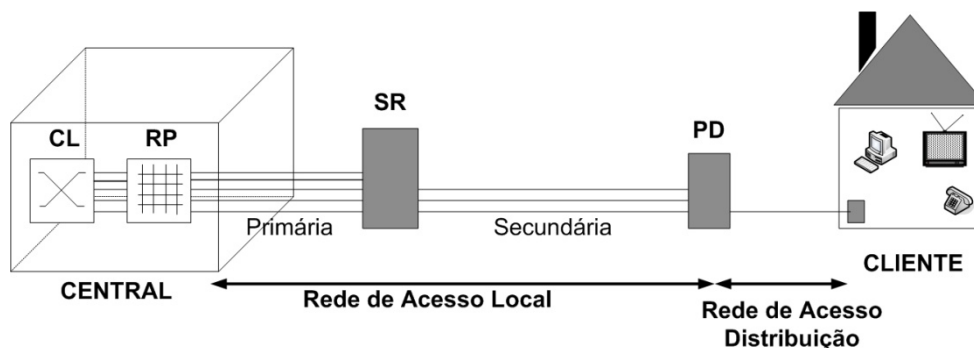 SR
PD
CL
RP
Primária
Secundária
CENTRAL
CLIENTE
Rede de Acesso Local
Rede de Acesso
Distribuição